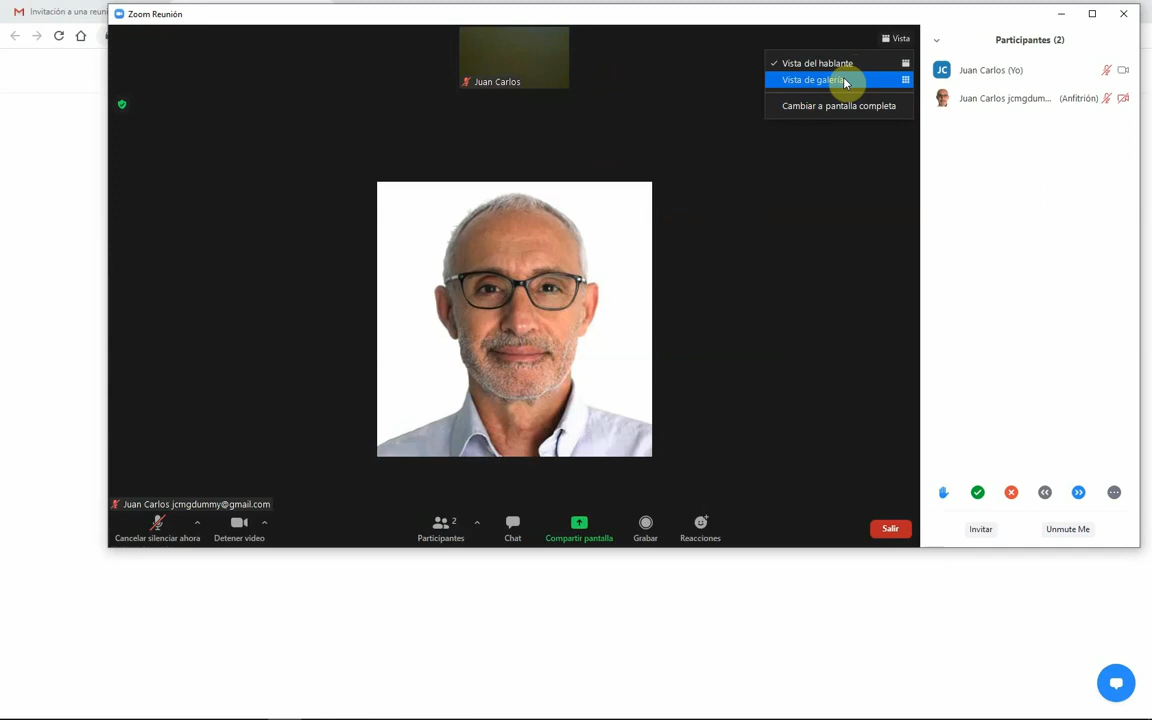 Invitación a una reuni
Zoom Reunión
Juan Carlos
Vista
Vista del hablante
Vista de galería
Cambiar a pantalla completa
Participantes (2)
JC Juan Carlos (Yo)
Juan Carlos jcmgdum... (Anfitrión)
Juan Carlos jcmgdummy@gmail.com
Cancelar silenciar ahora
Detener video
2
Participantes
Chat
Compartir pantalla
Grabar
Reacciones
Salir
Invitar
Unmute Me